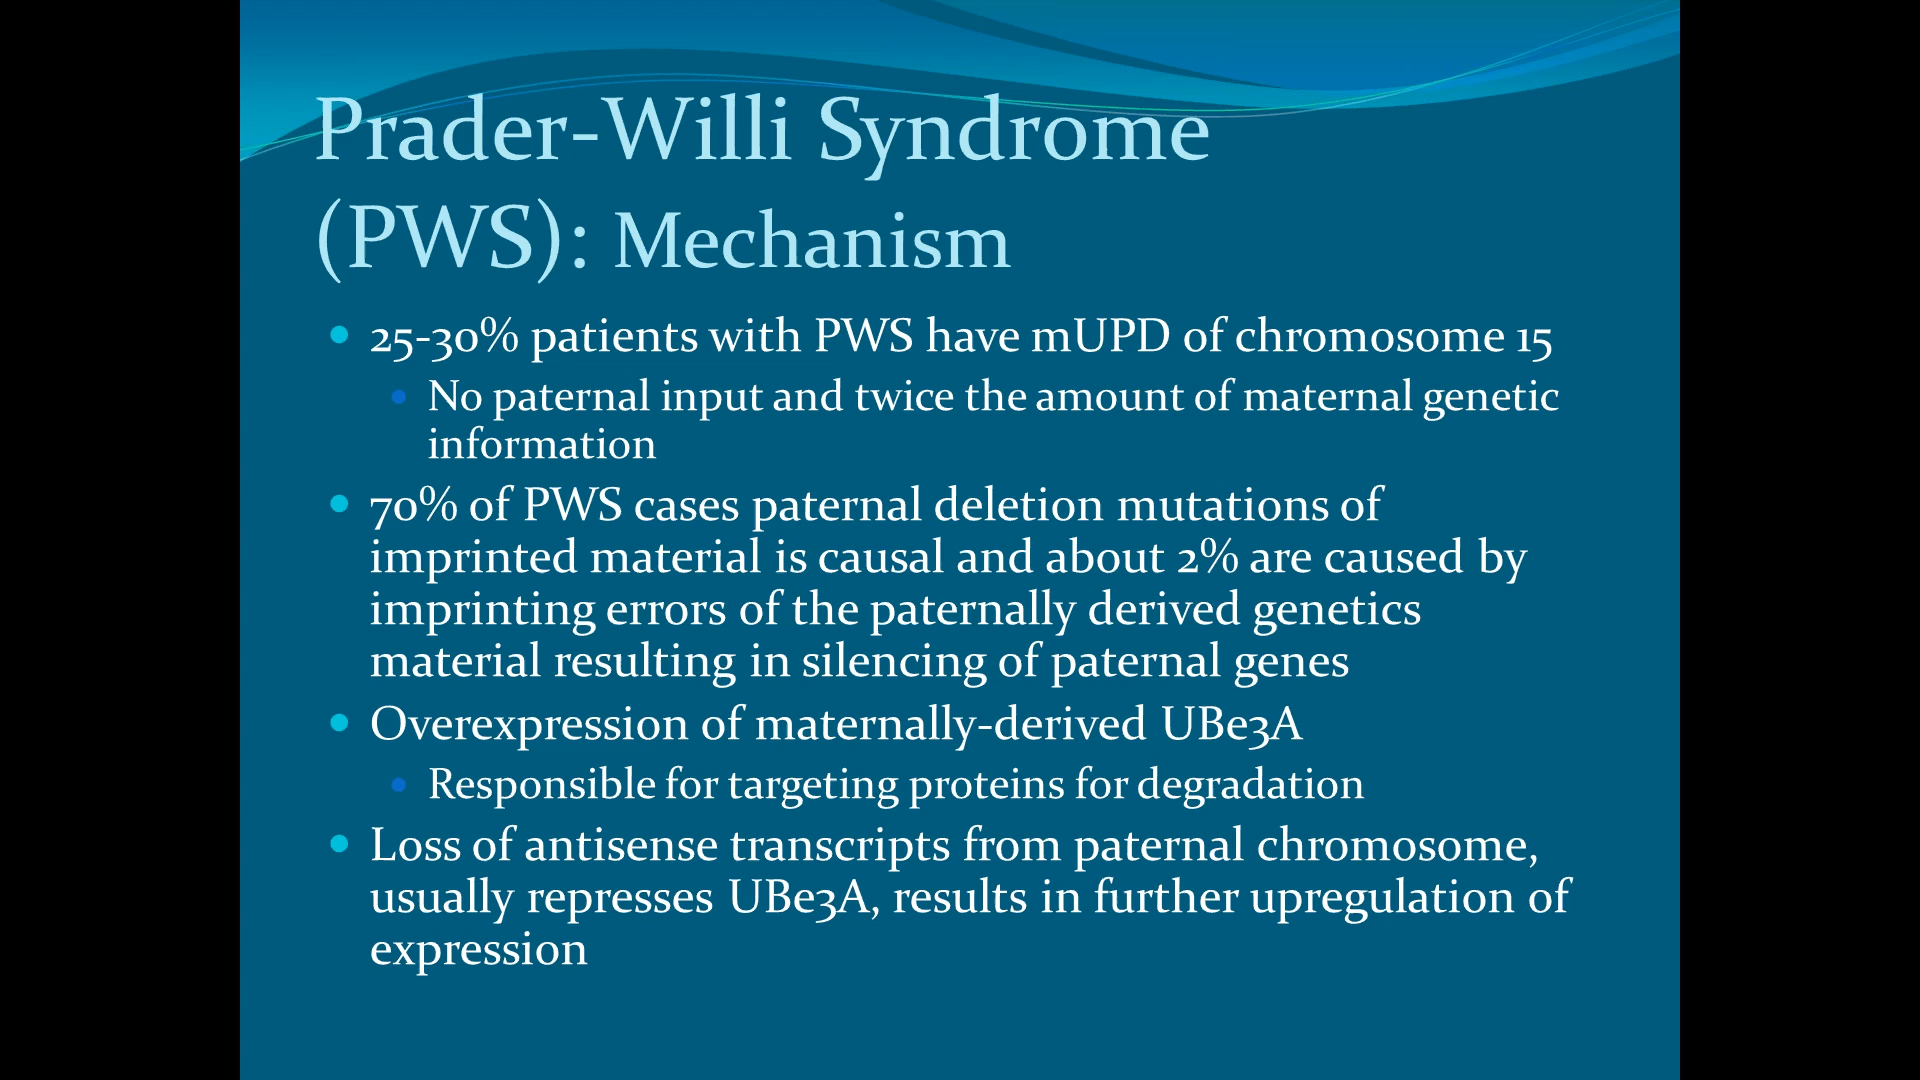 Prader-Willi Syndrome
(PWS): Mechanism
25-30% patients with PWS have mUPD of chromosome 15
No paternal input and twice the amount of maternal genetic
information
70% of PWS cases paternal deletion mutations of
imprinted material is causal and about 2% are caused by
imprinting errors of the paternally derived genetics
material resulting in silencing of paternal genes
Overexpression of maternally-derived UBe3A
Responsible for targeting proteins for degradation
Loss of antisense transcripts from paternal chromosome,
usually represses UBe3A, results in further upregulation of
expression